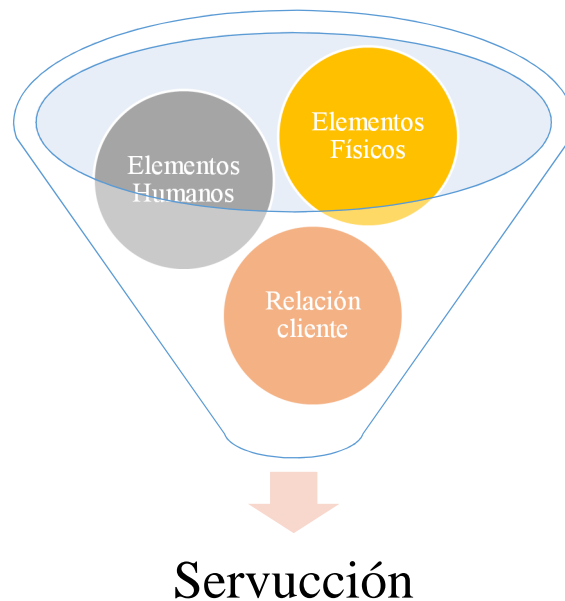 Elementos
Físicos
Elementos
Humanos
Relación
cliente
Servucción